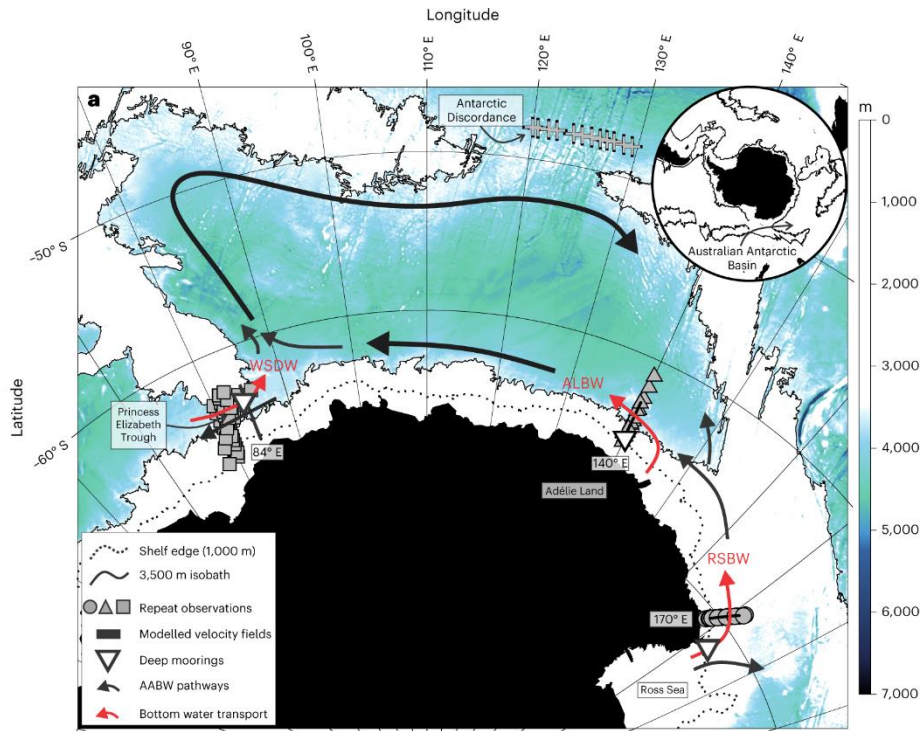 Longitude
90° E
100° E
110° E
120° E
130° E
140° E
a
Antarctic
Discordance
m
0
1,000
2,000
3,000
4,000
5,000
6,000
7,000
Australian Antarctic
Basin
–50° S
–60° S
Latitude
WSDW
ALBW
RSBW
Princess
Elizabeth
Trough
84° E
140° E
Adélie Land
170° E
Ross Sea
Shelf edge (1,000 m)
3,500 m isobath
Repeat observations
Modelled velocity fields
Deep moorings
AABW pathways
Bottom water transport